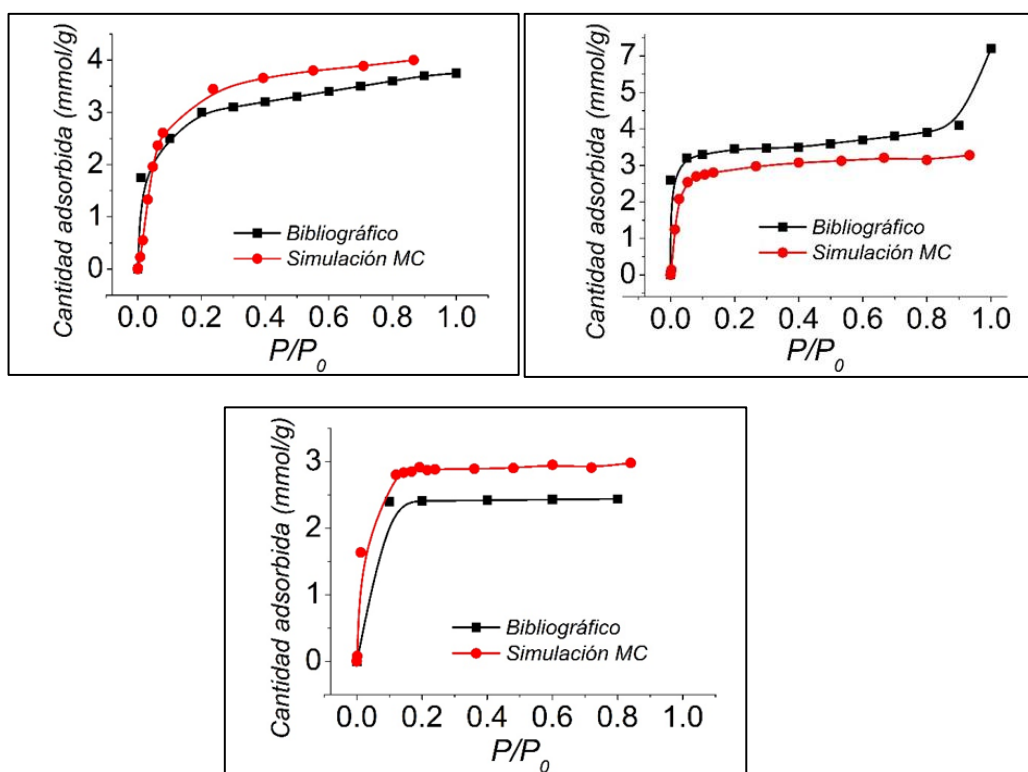 Cantidad adsorbida (mmol/g)
4
3
2
1
0
Bibliográfico
Simulación MC
0.0 0.2 0.4 0.6 0.8 1.0
P/P0
Cantidad adsorbida (mmol/g)
7
5
4
3
2
1
0
Bibliográfico
Simulación MC
0.0 0.2 0.4 0.6 0.8 1.0
P/P0
Cantidad adsorbida (mmol/g)
3
2
1
0
Bibliográfico
Simulación MC
0.0 0.2 0.4 0.6 0.8 1.0
P/P0